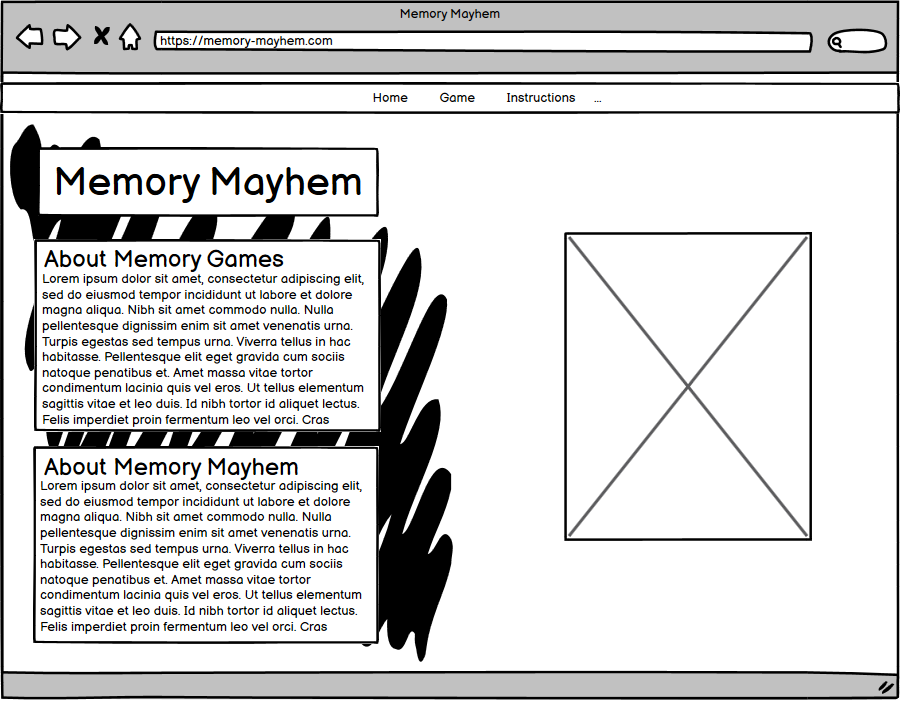 Memory Mayhem
https://memory-mayhem.com
Home Game Instructions ...
Memory Mayhem
About Memory Games
Lorem ipsum dolor sit amet, consectetur adipiscing elit,
sed do eiusmod tempor incididunt ut labore et dolore
magna aliqua. Nibh sit amet commodo nulla. Nulla
pellentesque dignissim enim sit amet venenatis urna.
Turpis egestas sed tempus urna. Viverra tellus in hac
habitasse. Pellentesque elit eget gravida cum sociis
natoque penatibus et. Amet massa vitae tortor
condimentum lacinia quis vel eros. Ut tellus elementum
sagittis vitae et leo duis. Id nibh tortor id aliquet lectus.
Felis imperdiet proin fermentum leo vel orci. Cras
About Memory Mayhem
Lorem ipsum dolor sit amet, consectetur adipiscing elit,
sed do eiusmod tempor incididunt ut labore et dolore
magna aliqua. Nibh sit amet commodo nulla. Nulla
pellentesque dignissim enim sit amet venenatis urna.
Turpis egestas sed tempus urna. Viverra tellus in hac
habitasse. Pellentesque elit eget gravida cum sociis
natoque penatibus et. Amet massa vitae tortor
condimentum lacinia quis vel eros. Ut tellus elementum
sagittis vitae et leo duis. Id nibh tortor id aliquet lectus.
Felis imperdiet proin fermentum leo vel orci. Cras